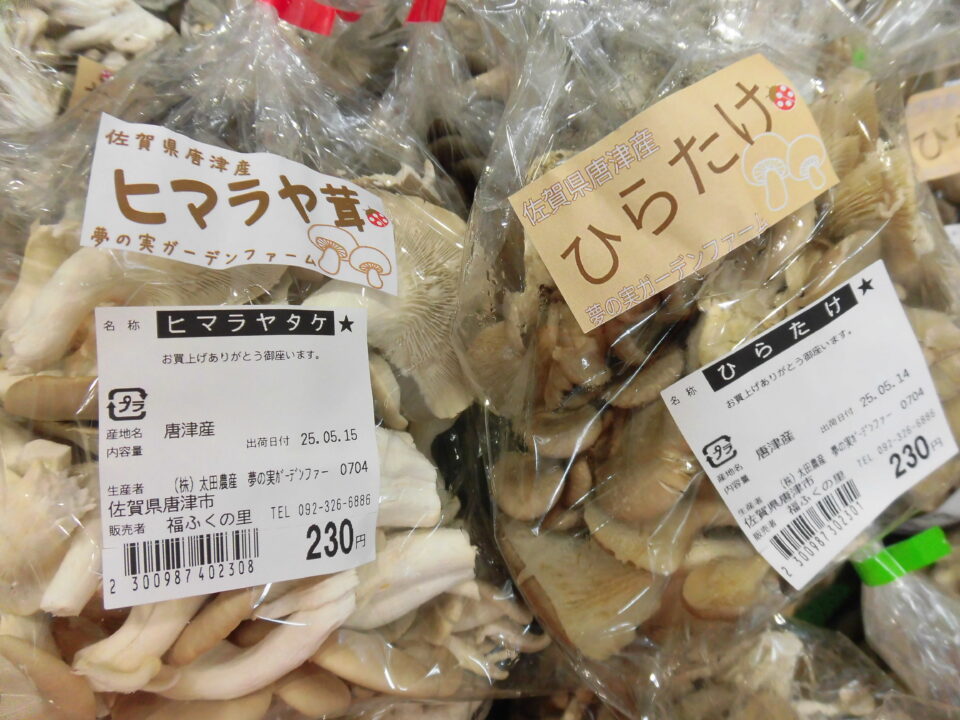 佐賀県唐津産
ヒマラヤ茸
夢の実ガーデンファーム
名称 ヒマラヤタケ★
お買上げありがとう御座います。
プラ
産地名 唐津産
内容量 出荷日付 25.05.15
生産者 (株)太田農産 夢の実ガーデンファー 0704
佐賀県唐津市
TEL 092-326-6886
販売者 福ふくの里
230円
2 300987402308
佐賀県唐津産
ひらたけ
夢の実ガーデンファーム
名称 ひらたけ★
お買上げありがとう御座います。
プラ
産地名 唐津産
内容量 出荷日付 25.05.14
生産者 (株)太田農産 夢の実ガーデンファー 0704
佐賀県唐津市
TEL 092-326-6886
販売者 福ふくの里
230円
2 300987302301
ひ